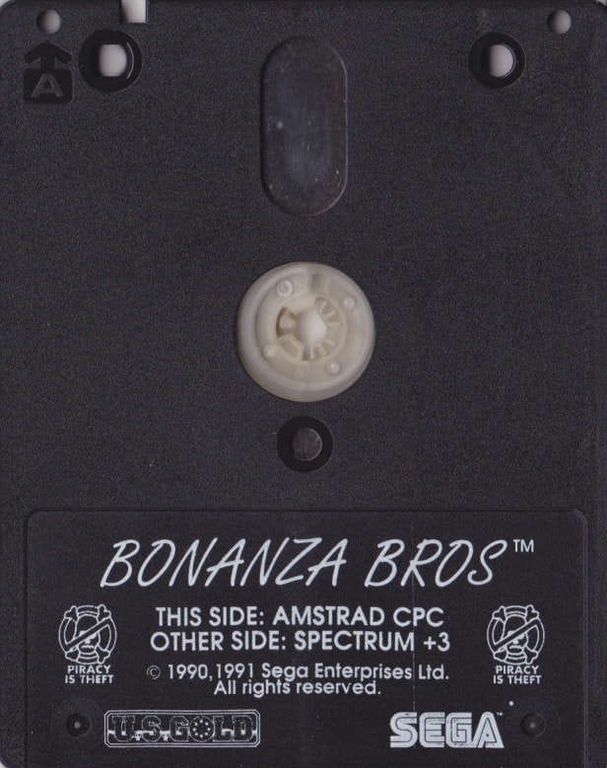 A
BONANZA BROS™
THIS SIDE: AMSTRAD CPC
OTHER SIDE: SPECTRUM +3
PIRACY IS THEFT
PIRACY IS THEFT
© 1990,1991 Sega Enterprises Ltd.
All rights reserved.
U.S. GOLD
SEGA™